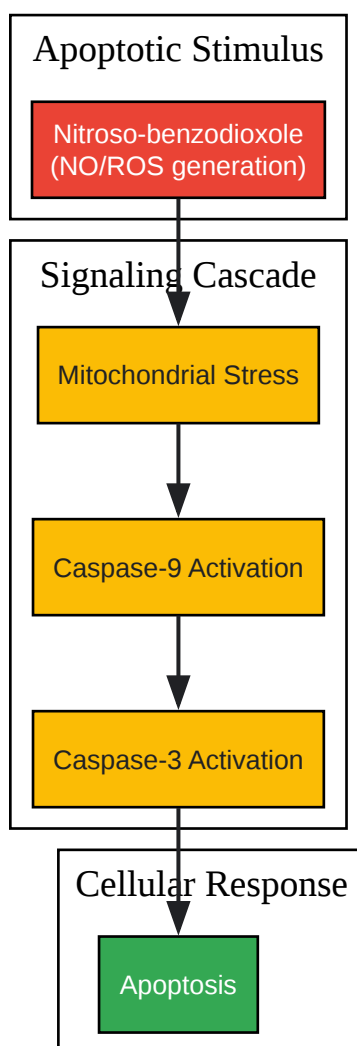 Apoptotic Stimulus
Nitroso-benzodioxole
(NO/ROS generation)
Signaling Cascade
Mitochondrial Stress
Caspase-9 Activation
Caspase-3 Activation
Cellular Response
Apoptosis